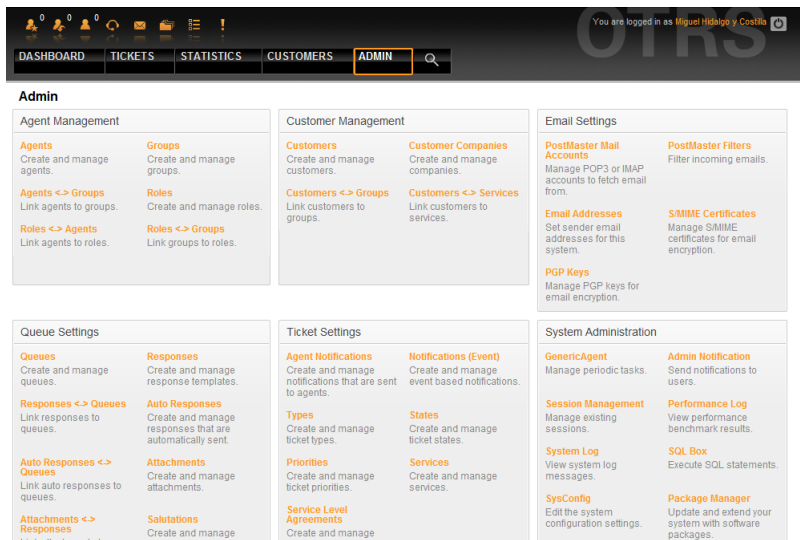 0 0 0
You are logged in as Miguel Hidalgo y Costilla
OTRS
DASHBOARD TICKETS STATISTICS CUSTOMERS ADMIN
Admin
Agent Management
Agents
Create and manage
agents.
Groups
Create and manage
groups.
Agents <-> Groups
Link agents to groups.
Roles
Create and manage roles.
Roles <-> Agents
Link agents to roles.
Roles <-> Groups
Link groups to roles.
Customer Management
Customers
Create and manage
customers.
Customer Companies
Create and manage
companies.
Customers <-> Groups
Link customers to
groups.
Customers <-> Services
Link customers to
services.
Email Settings
PostMaster Mail
Accounts
Manage POP3 or IMAP
accounts to fetch email
from.
PostMaster Filters
Filter incoming emails.
Email Addresses
Set sender email
addresses for this
system.
S/MIME Certificates
Manage S/MIME
certificates for email
encryption.
PGP Keys
Manage PGP keys for
email encryption.
Queue Settings
Queues
Create and manage
queues.
Responses
Create and manage
response templates.
Responses <-> Queues
Link responses to
queues.
Auto Responses
Create and manage
responses that are
automatically sent.
Auto Responses <->
Queues
Link auto responses to
queues.
Attachments
Create and manage
attachments.
Attachments <->
Responses
Salutations
Create and manage
Ticket Settings
Agent Notifications
Create and manage
notifications that are sent
to agents.
Notifications (Event)
Create and manage
event based notifications.
Types
Create and manage
ticket types.
States
Create and manage
ticket states.
Priorities
Create and manage
ticket priorities.
Services
Create and manage
services.
Service Level
Agreements
Create and manage
System Administration
GenericAgent
Manage periodic tasks.
Admin Notification
Send notifications to
users.
Session Management
Manage existing
sessions.
Performance Log
View performance
benchmark results.
System Log
View system log
messages.
SQL Box
Execute SQL statements.
SysConfig
Edit the system
configuration settings.
Package Manager
Update and extend your
system with software
packages.